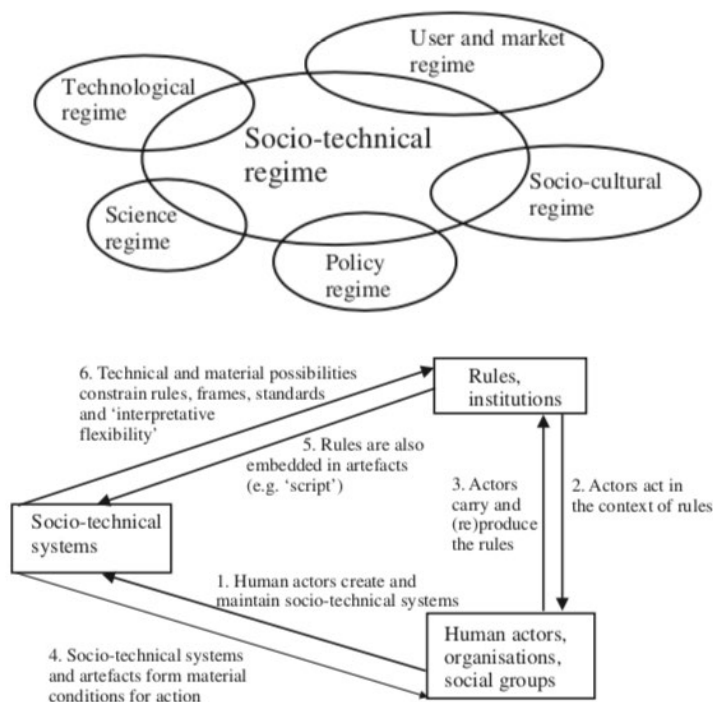 User and market
regime
Technological
regime
Socio-technical
regime
Socio-cultural
regime
Science
regime
Policy
regime
6. Technical and material possibilities
constrain rules, frames, standards
and ‘interpretative
flexibility’
Rules,
institutions
5. Rules are also
embedded in artefacts
(e.g. ‘script’)
3. Actors
carry and
(re)produce
the rules
2. Actors act in
the context of rules
Socio-technical
systems
1. Human actors create and
maintain socio-technical systems
Human actors,
organisations,
social groups
4. Socio-technical systems
and artefacts form material
conditions for action